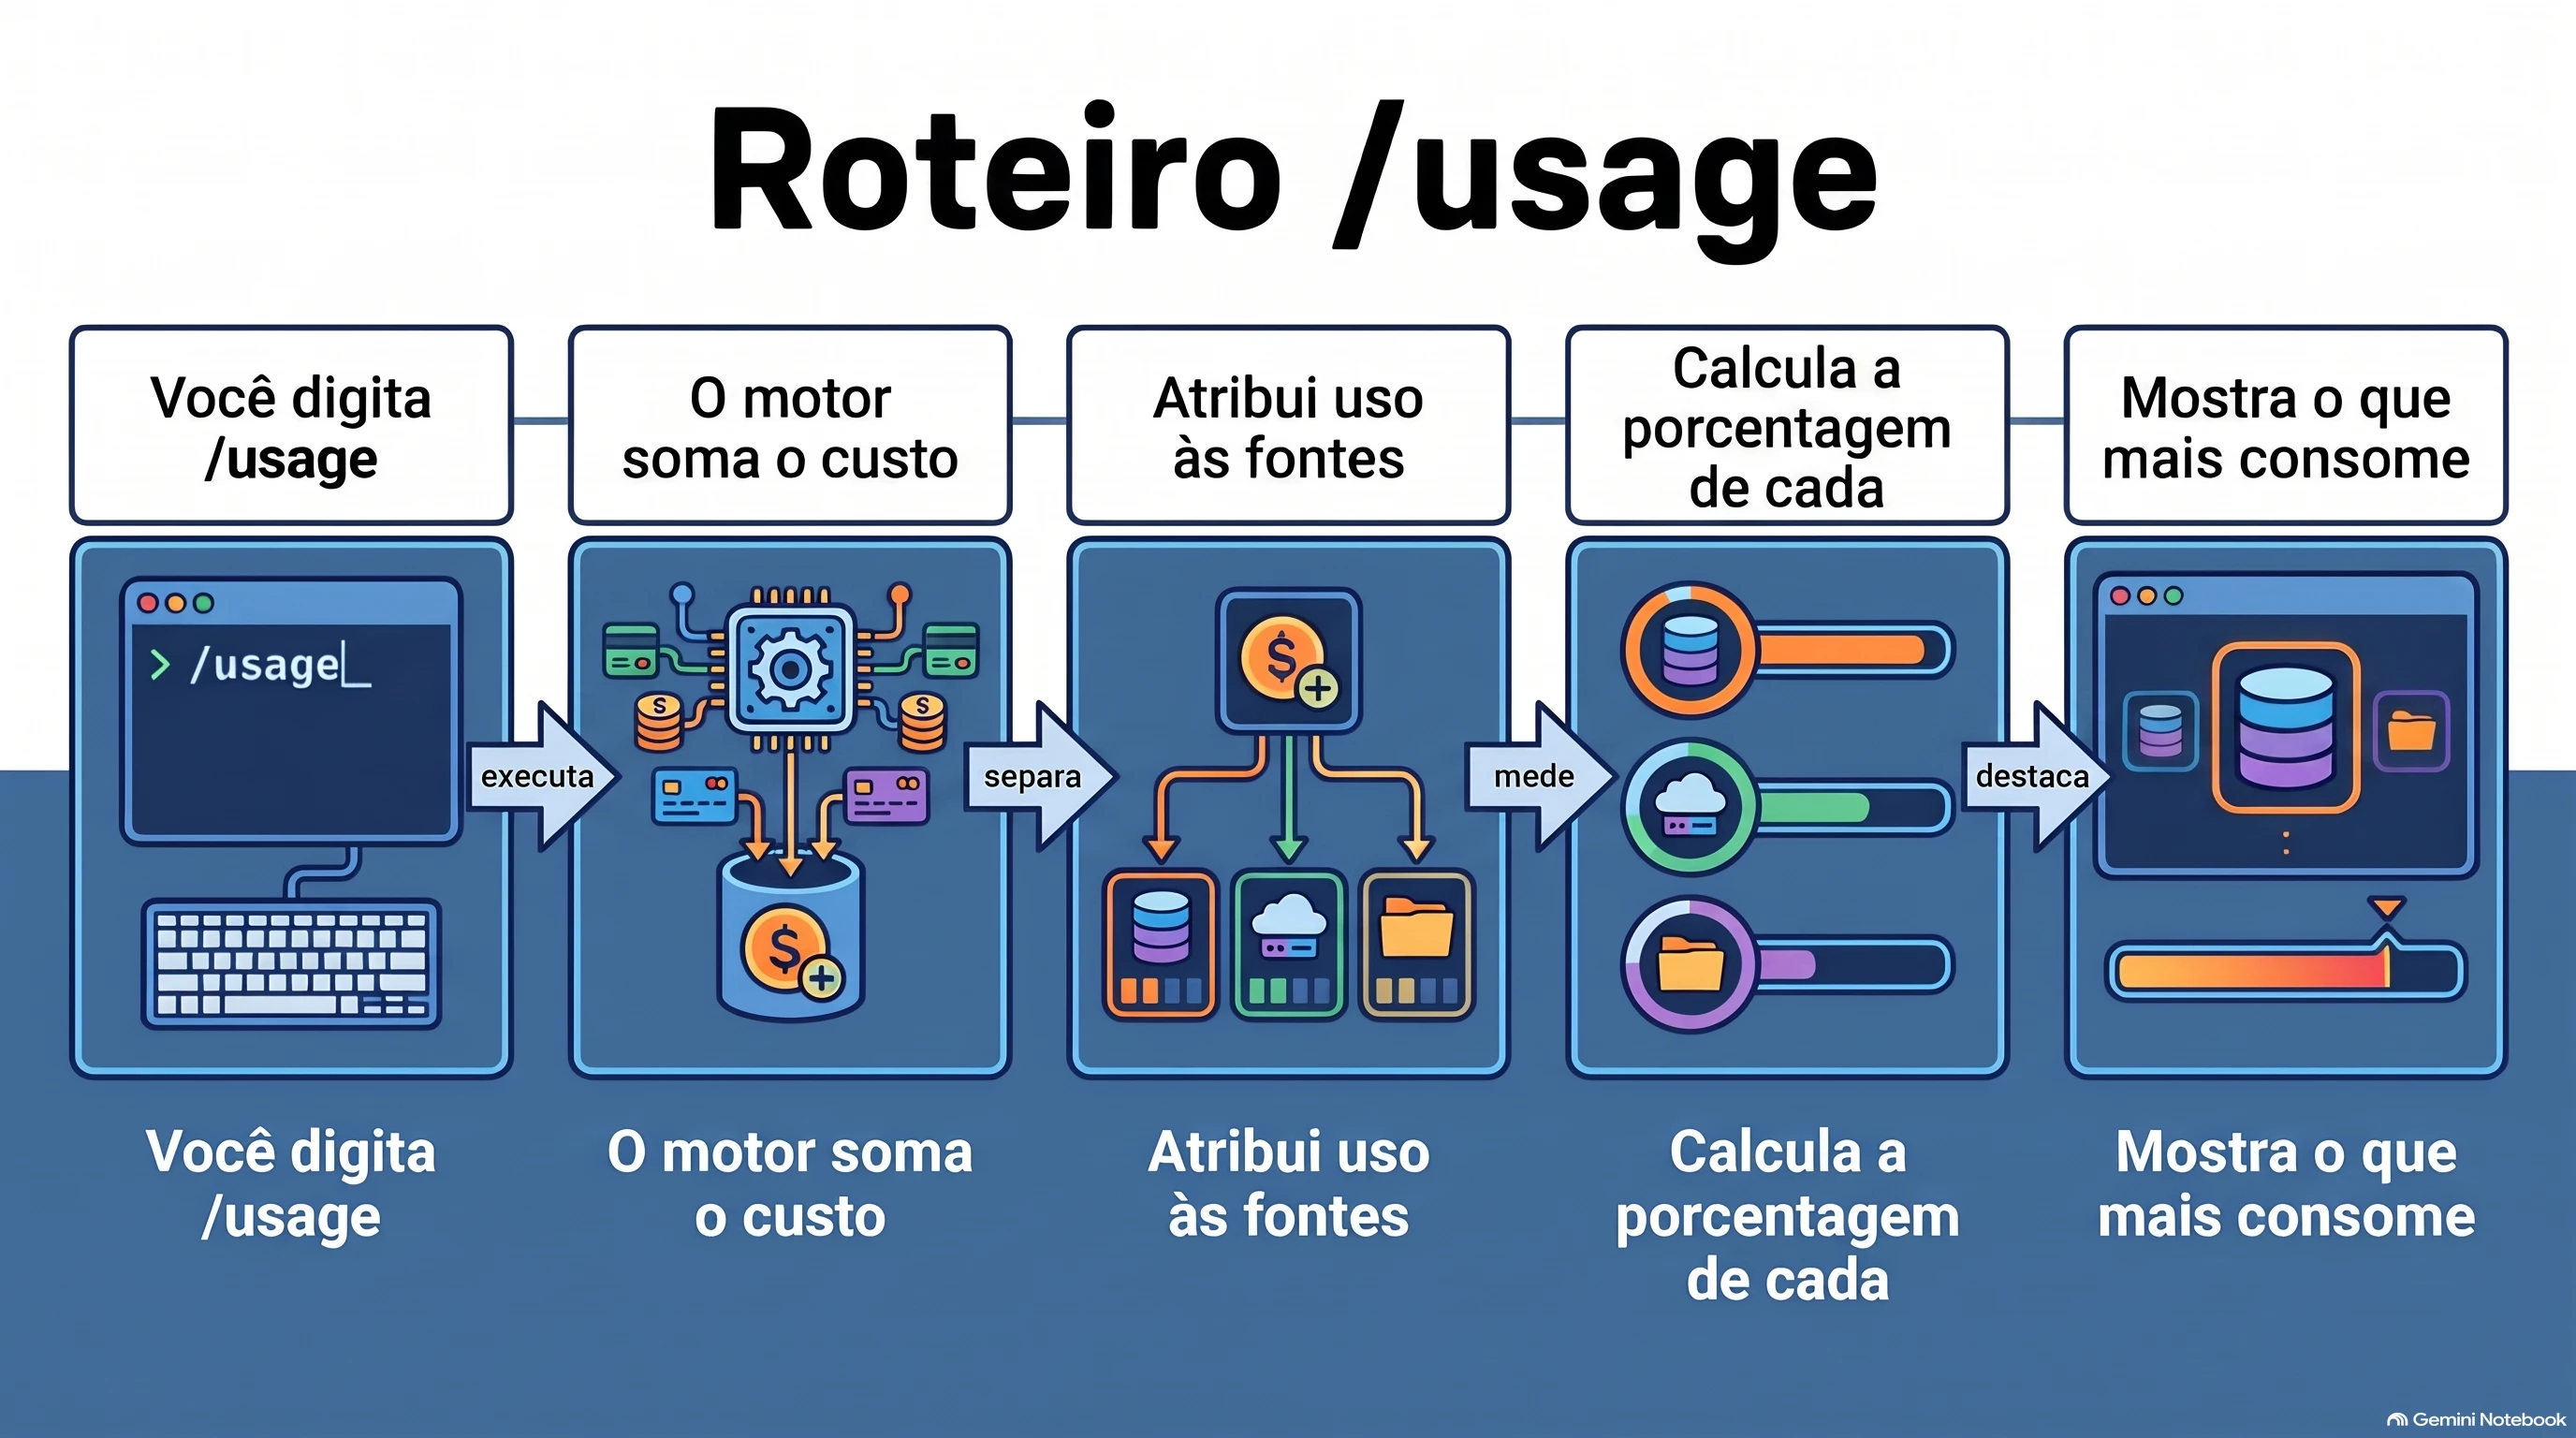 Roteiro /usage
Você digita
/usage
O motor
soma o custo
Atribui uso
às fontes
Calcula a
porcentagem
de cada
Mostra o que
mais consome
> /usage_
executa
$
$
$
separa
$
mede
destaca
Você digita
/usage
O motor soma
o custo
Atribui uso
às fontes
Calcula a
porcentagem
de cada
Mostra o que
mais consome
Gemini Notebook